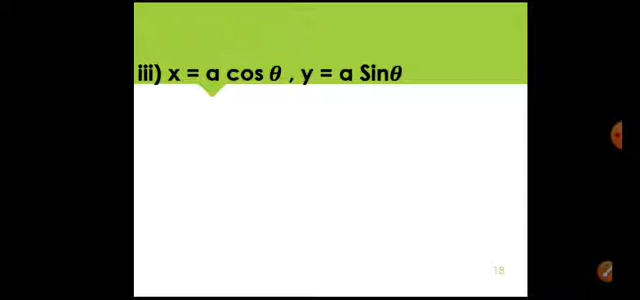 iii) x = a cos θ , y = a Sinθ
18